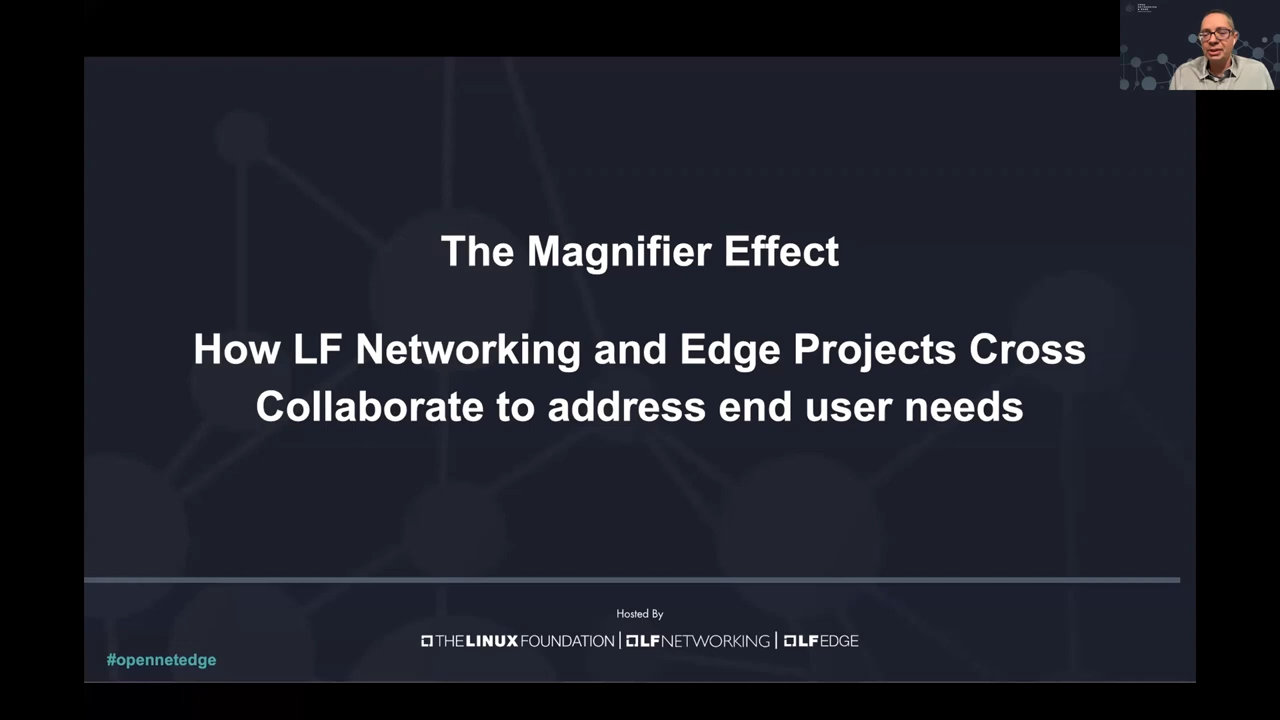 The Magnifier Effect
How LF Networking and Edge Projects Cross
Collaborate to address end user needs
Hosted By
THE LINUX FOUNDATION | LFNETWORKING | LFEDGE
#opennetedge